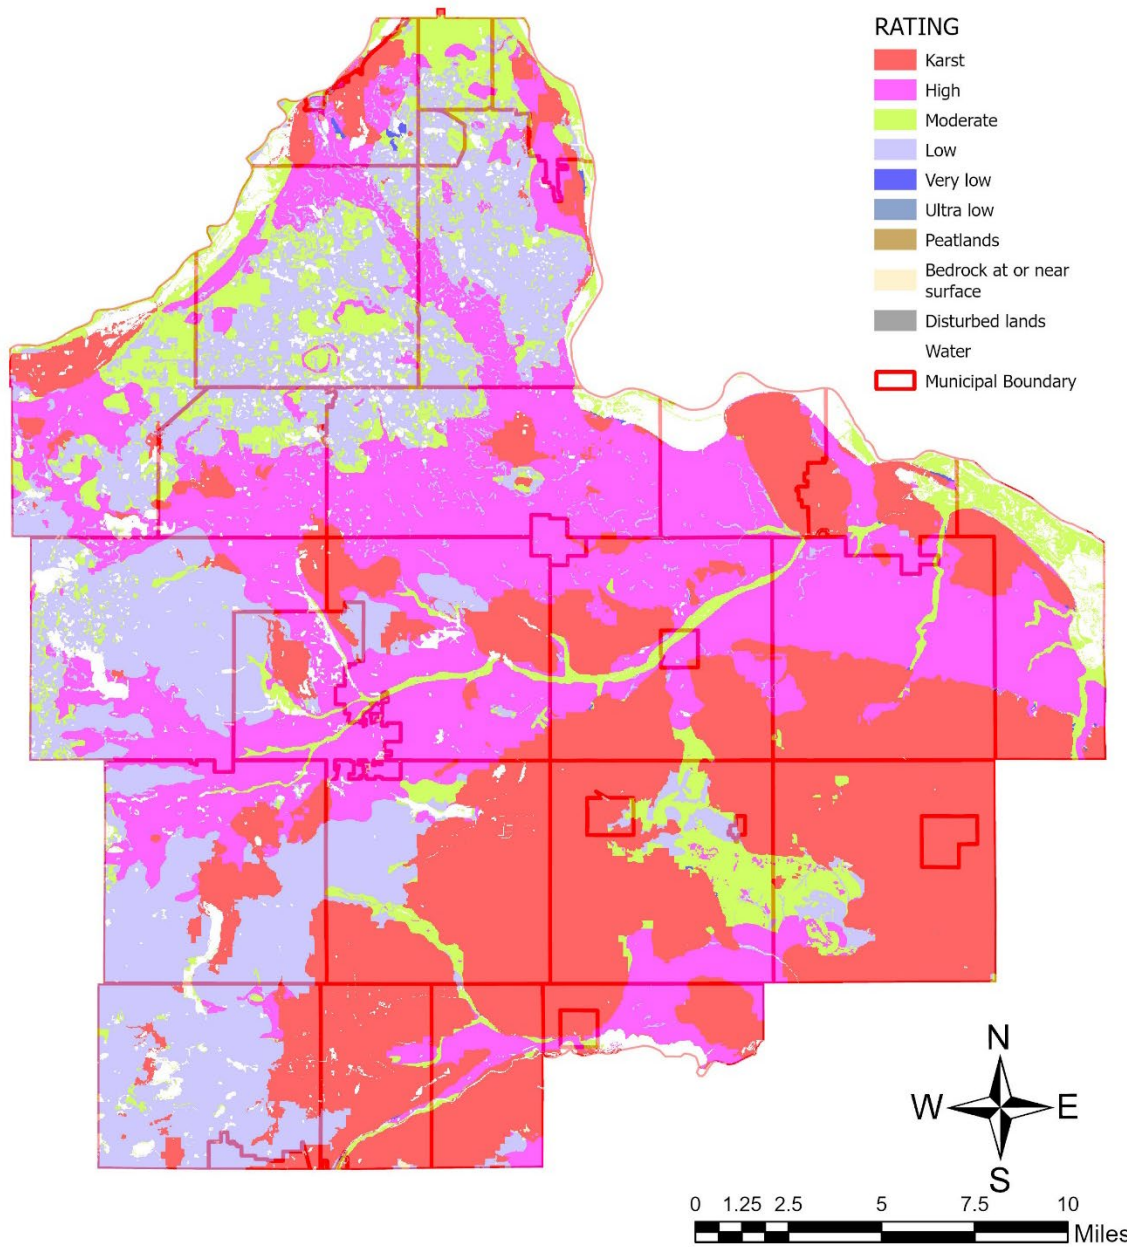 RATING
Karst
High
Moderate
Low
Very low
Ultra low
Peatlands
Bedrock at or near
surface
Disturbed lands
Water
Municipal Boundary
N
W E
S
0 1.25 2.5 5 7.5 10
Miles